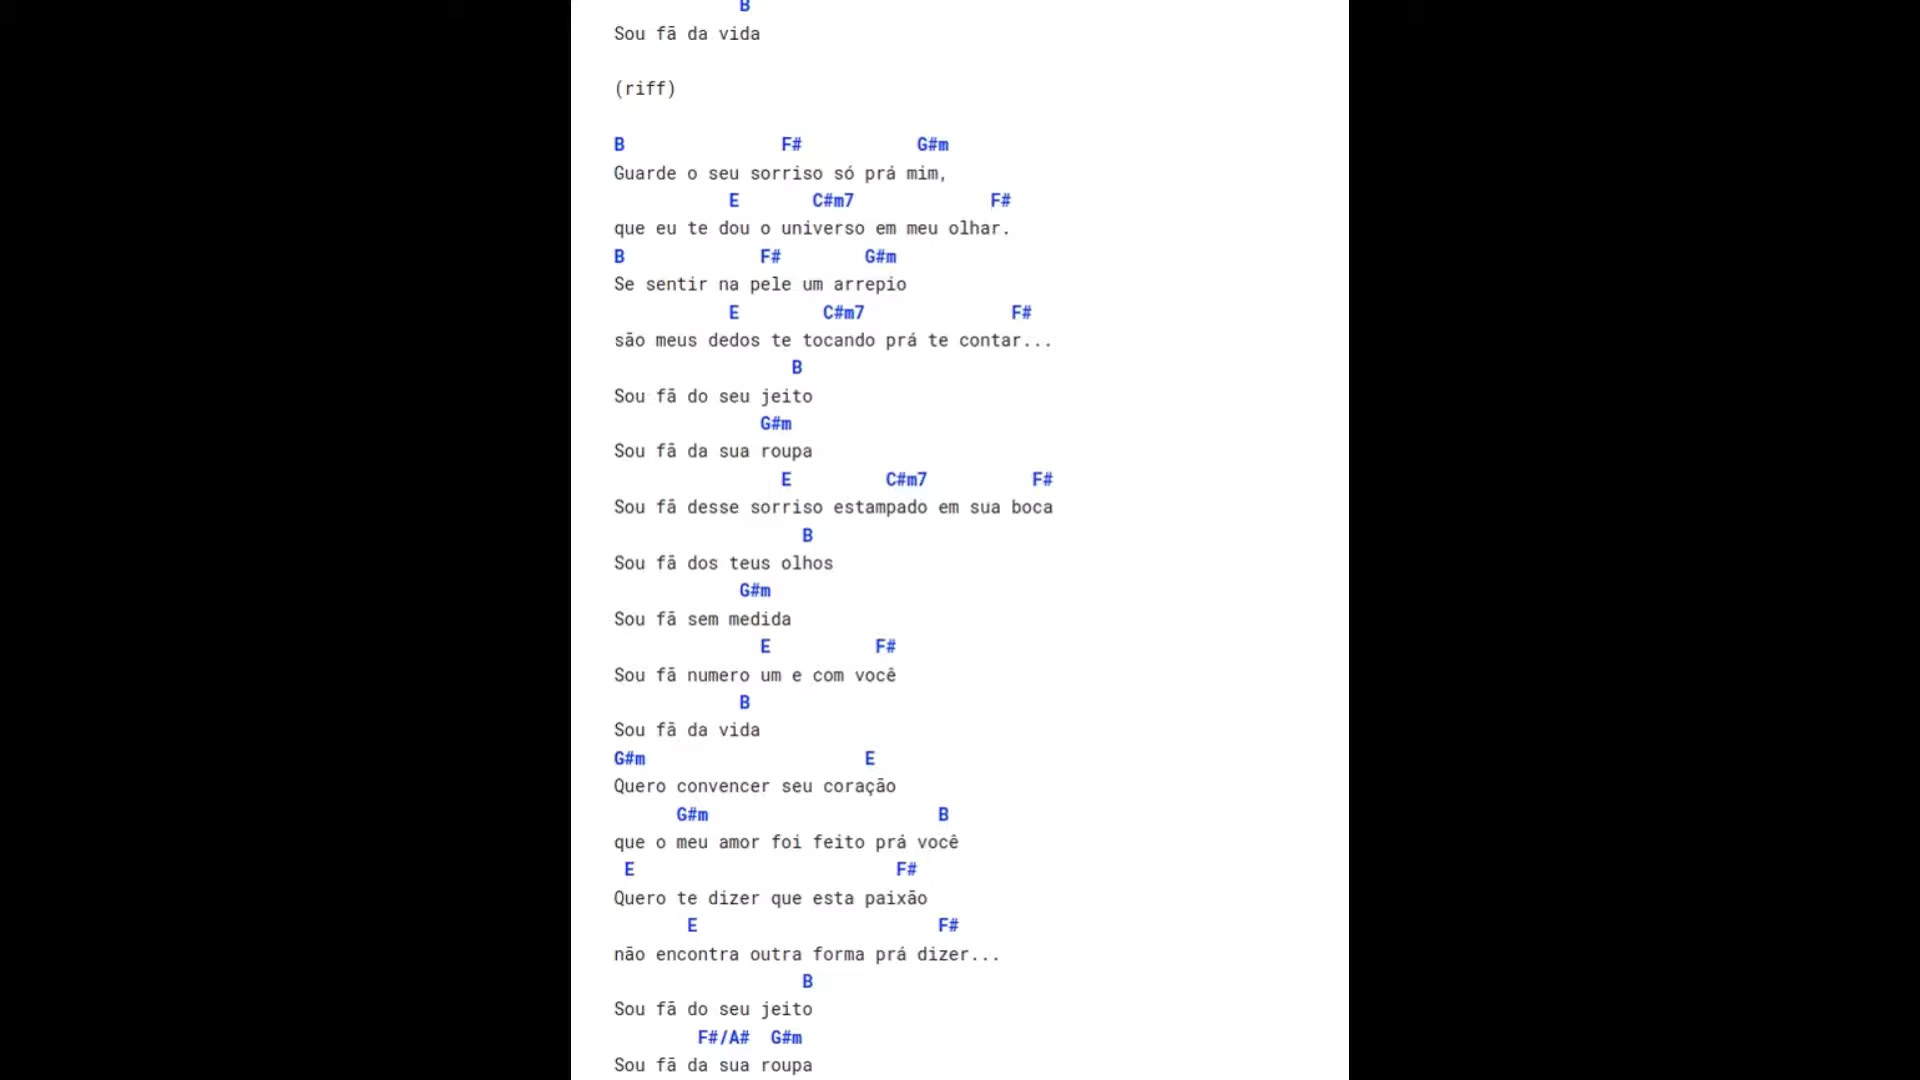 B
Sou fã da vida
(riff)
B F# G#m
Guarde o seu sorriso só prá mim,
E C#m7 F#
que eu te dou o universo em meu olhar.
B F# G#m
Se sentir na pele um arrepio
E C#m7 F#
são meus dedos te tocando prá te contar...
B
Sou fã do seu jeito
G#m
Sou fã da sua roupa
E C#m7 F#
Sou fã desse sorriso estampado em sua boca
B
Sou fã dos teus olhos
G#m
Sou fã sem medida
E F#
Sou fã numero um e com você
B
Sou fã da vida
G#m E
Quero convencer seu coração
G#m B
que o meu amor foi feito prá você
E F#
Quero te dizer que esta paixão
E F#
não encontra outra forma prá dizer...
B
Sou fã do seu jeito
F#/A# G#m
Sou fã da sua roupa